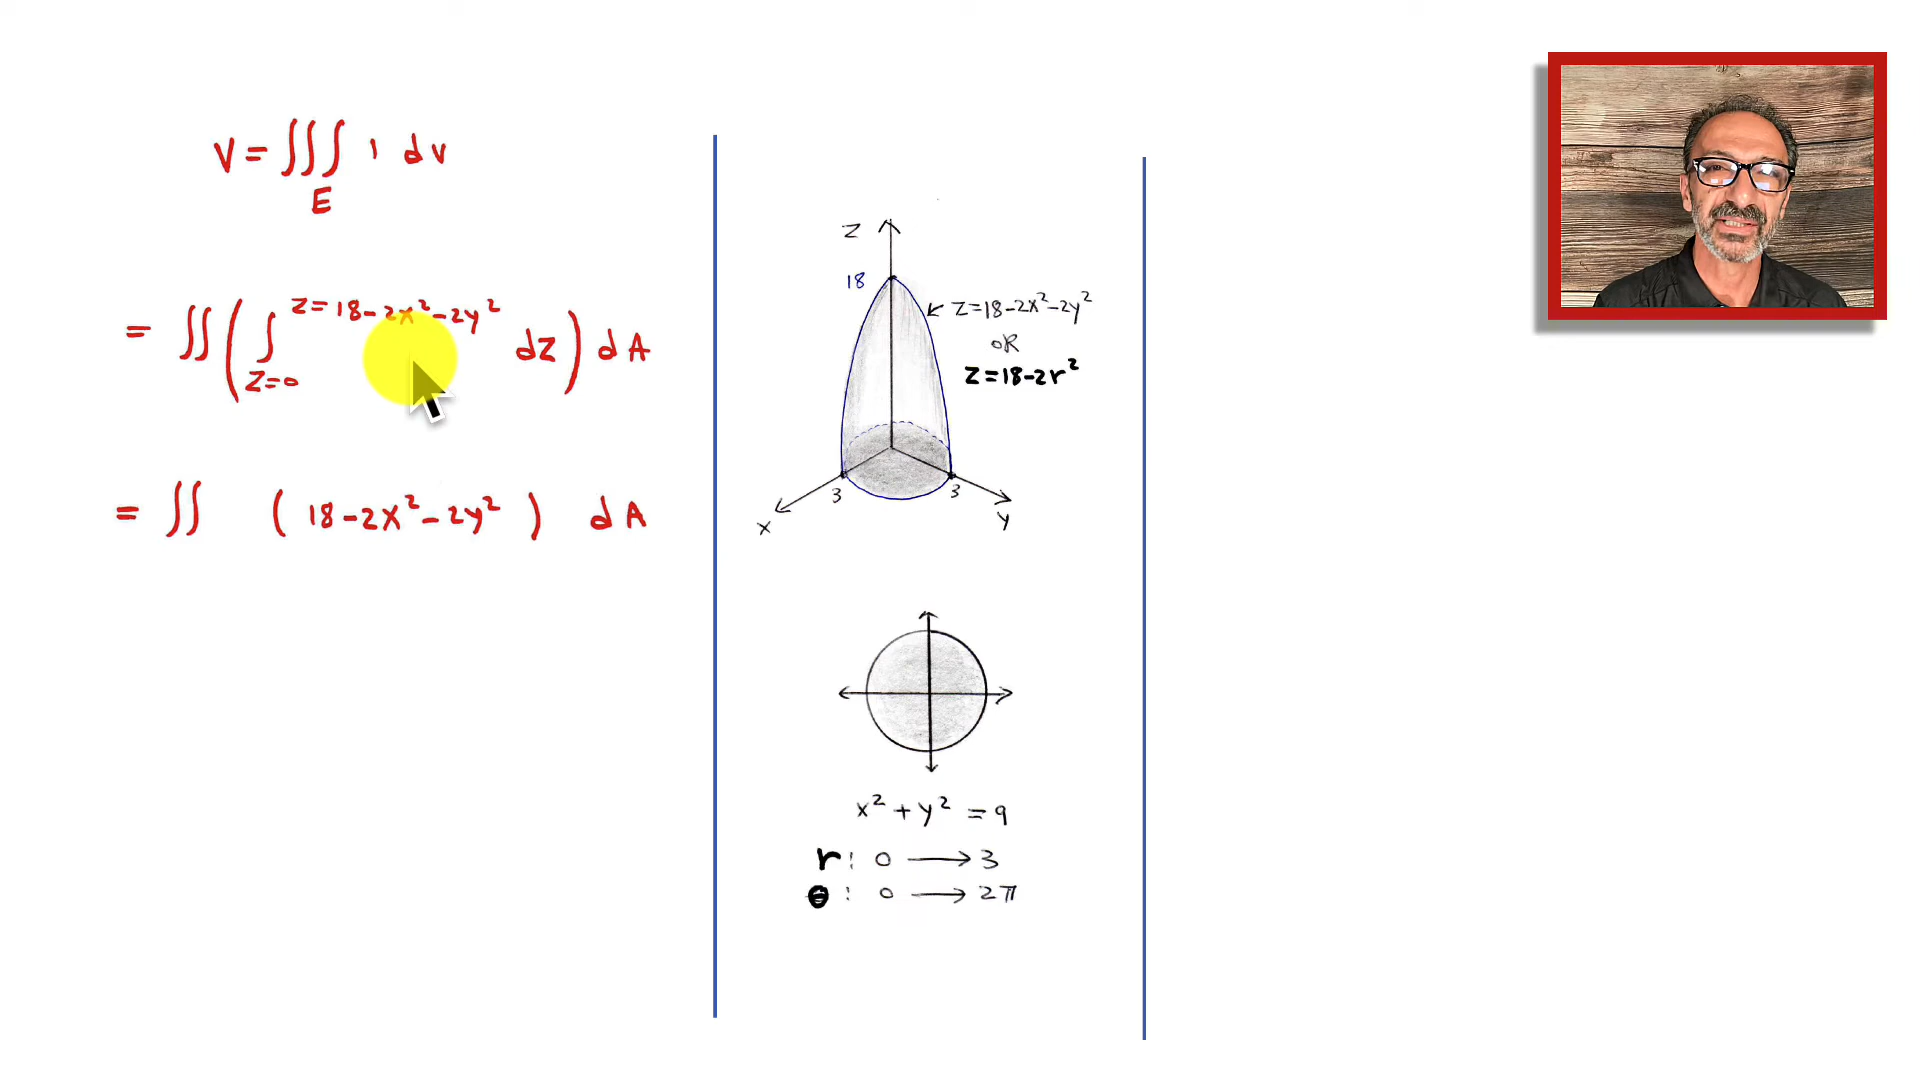 V = ∭ 1 dV
E
= ∬ ( ∫ z=18-2x²-2y² dz ) dA
z=0
= ∬ ( 18-2x²-2y² ) dA
z
18
z=18-2x²-2y²
OR
z=18-2r²
3
3
x
y
x² + y² = 9
r : 0 → 3
θ : 0 → 2π